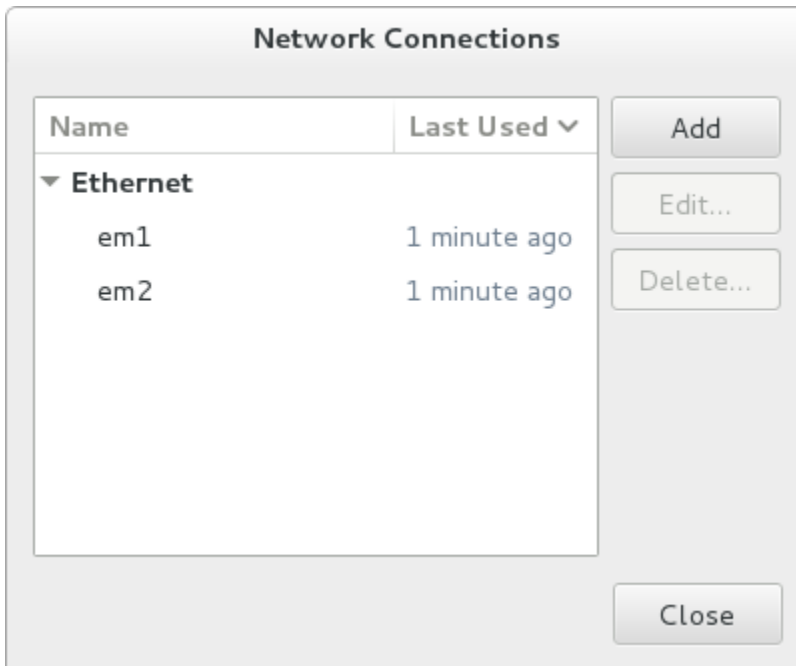 Network Connections
Name Last Used
Add
Ethernet
Edit...
em1 1 minute ago
em2 1 minute ago
Delete...
Close